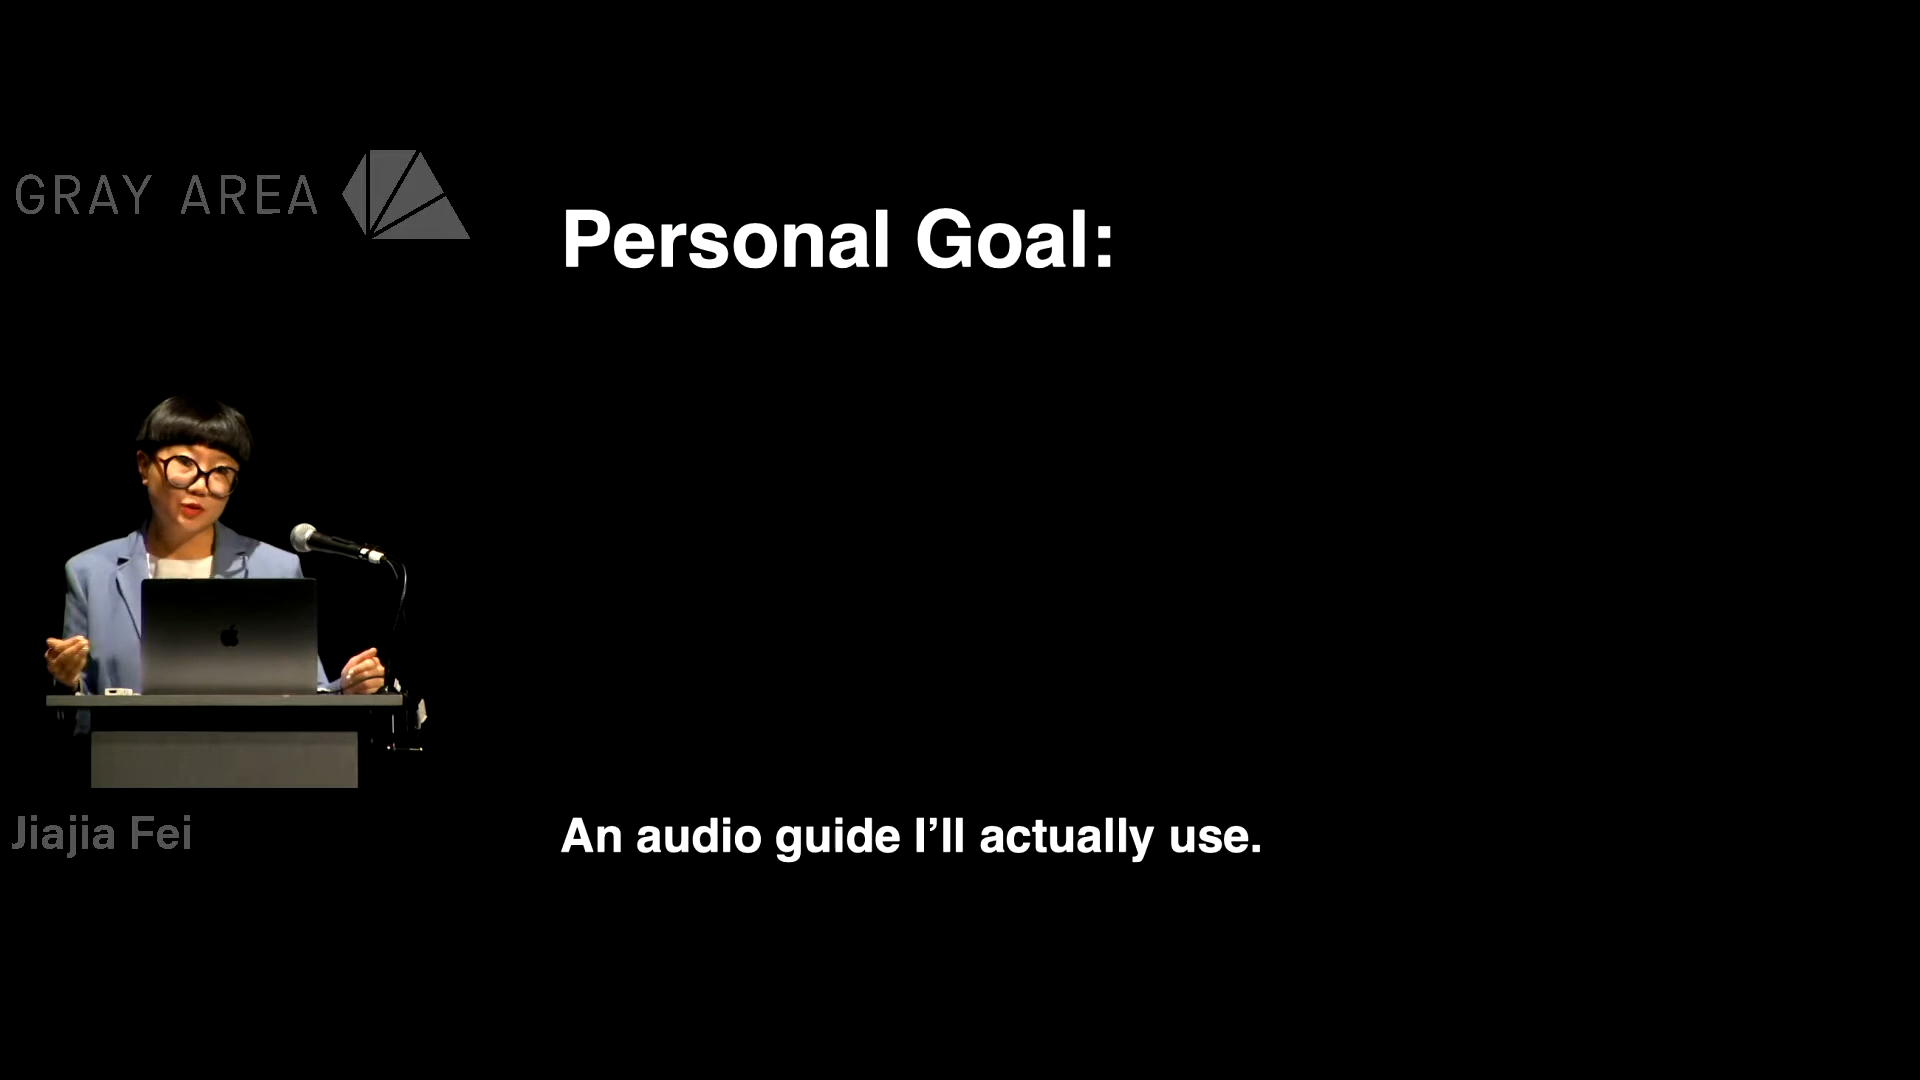 GRAY AREA
Personal Goal:
Jiajia Fei
An audio guide I’ll actually use.